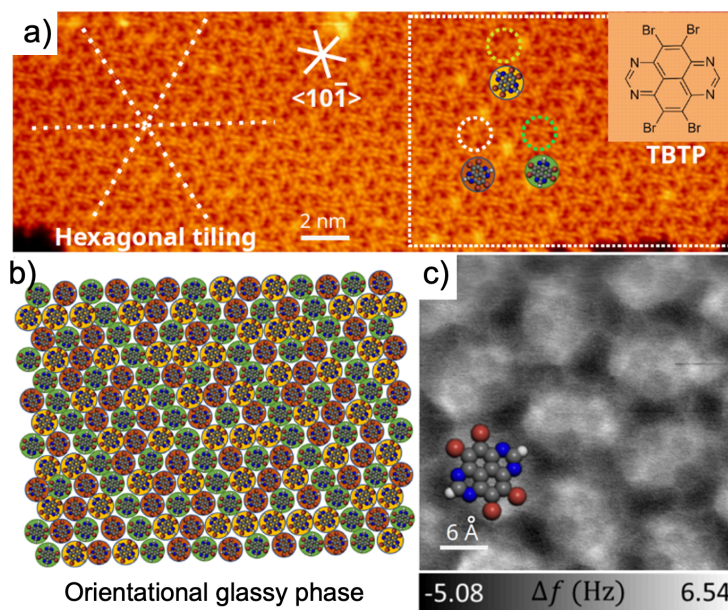 a)
<101̄>
Hexagonal tiling
2 nm
Br
Br
N
N
N
N
Br
Br
TBTP
b)
Orientational glassy phase
c)
6 Å
-5.08 Δf (Hz) 6.54